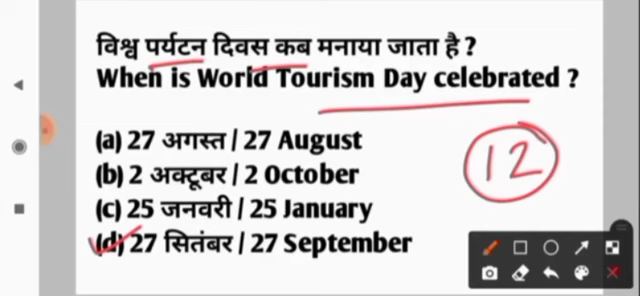 विश्व पर्यटन दिवस कब मनाया जाता है ?
When is World Tourism Day celebrated ?
(a) 27 अगस्त / 27 August
(b) 2 अक्टूबर / 2 October
(c) 25 जनवरी / 25 January
(d) 27 सितंबर / 27 September
12